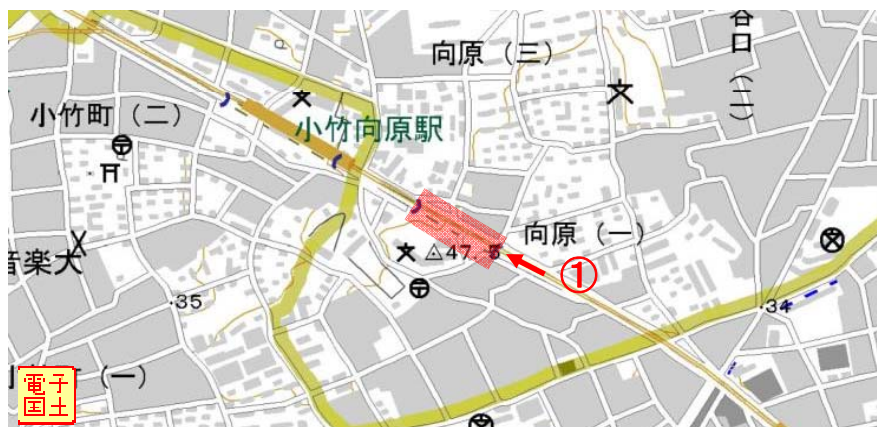 向原（三）
谷口（二）
小竹町（二）
小竹向原駅
向原（一）
47.5
①
音楽大
35
34
（一）
電子
国土